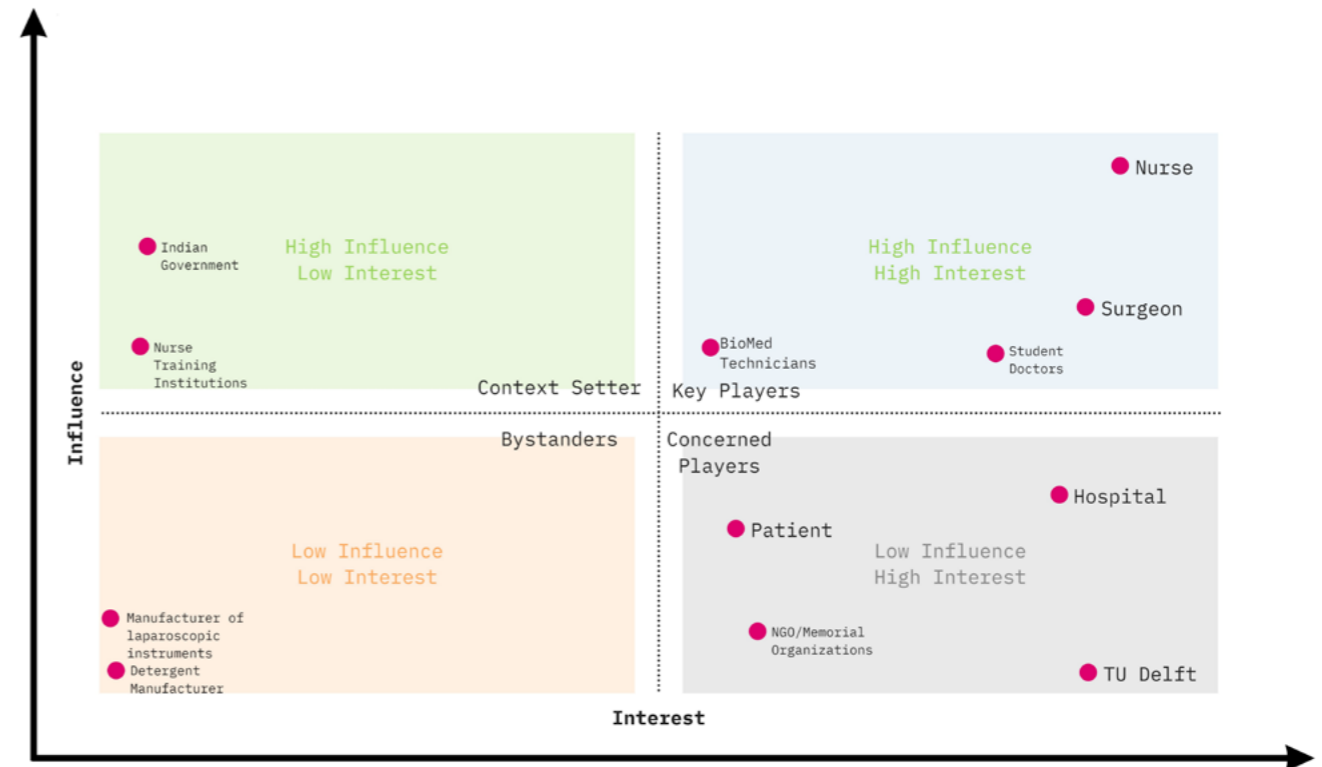 Nurse
Indian
Government
High Influence
Low Interest
High Influence
High Interest
Surgeon
Nurse
Training
Institutions
BioMed
Technicians
Student
Doctors
Context Setter
Key Players
Influence
Bystanders
Concerned
Players
Hospital
Patient
Low Influence
Low Interest
Low Influence
High Interest
Manufacturer of
laparoscopic
instruments
Detergent
Manufacturer
NGO/Memorial
Organizations
TU Delft
Interest